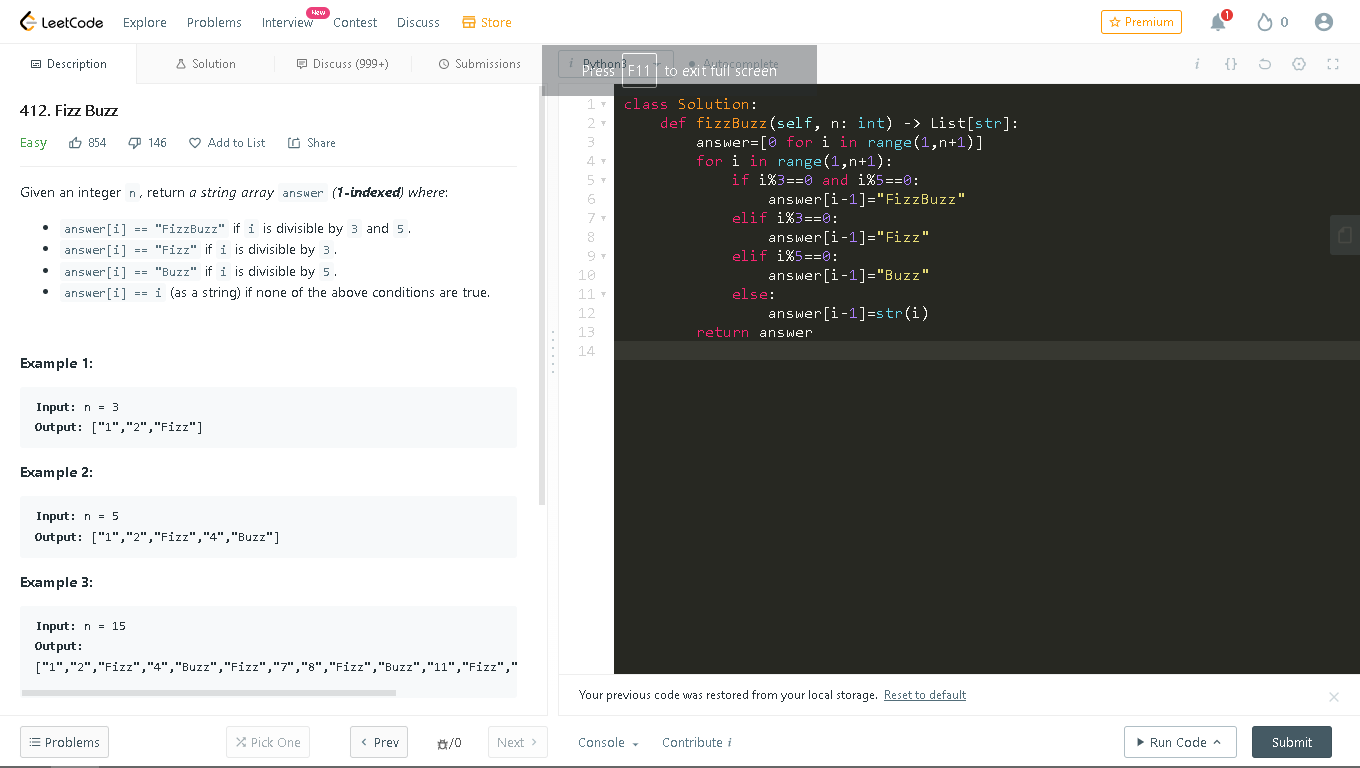 LeetCode Explore Problems Interview New Contest Discuss Store Premium 1 0
Description Solution Discuss (999+) Submissions
i Python3 Autocomplete i {}
Press F11 to exit full screen
412. Fizz Buzz
Easy 854 146 Add to List Share
Given an integer n, return a string array answer (1-indexed) where:
answer[i] == "FizzBuzz" if i is divisible by 3 and 5.
answer[i] == "Fizz" if i is divisible by 3.
answer[i] == "Buzz" if i is divisible by 5.
answer[i] == i (as a string) if none of the above conditions are true.
Example 1:
Input: n = 3
Output: ["1","2","Fizz"]
Example 2:
Input: n = 5
Output: ["1","2","Fizz","4","Buzz"]
Example 3:
Input: n = 15
Output:
["1","2","Fizz","4","Buzz","Fizz","7","8","Fizz","Buzz","11","Fizz","
1 class Solution:
2     def fizzBuzz(self, n: int) -> List[str]:
3         answer=[0 for i in range(1,n+1)]
4         for i in range(1,n+1):
5             if i%3==0 and i%5==0:
6                 answer[i-1]="FizzBuzz"
7             elif i%3==0:
8                 answer[i-1]="Fizz"
9             elif i%5==0:
10                 answer[i-1]="Buzz"
11             else:
12                 answer[i-1]=str(i)
13         return answer
14
Your previous code was restored from your local storage. Reset to default
Problems Pick One Prev /0 Next Console Contribute i Run Code Submit